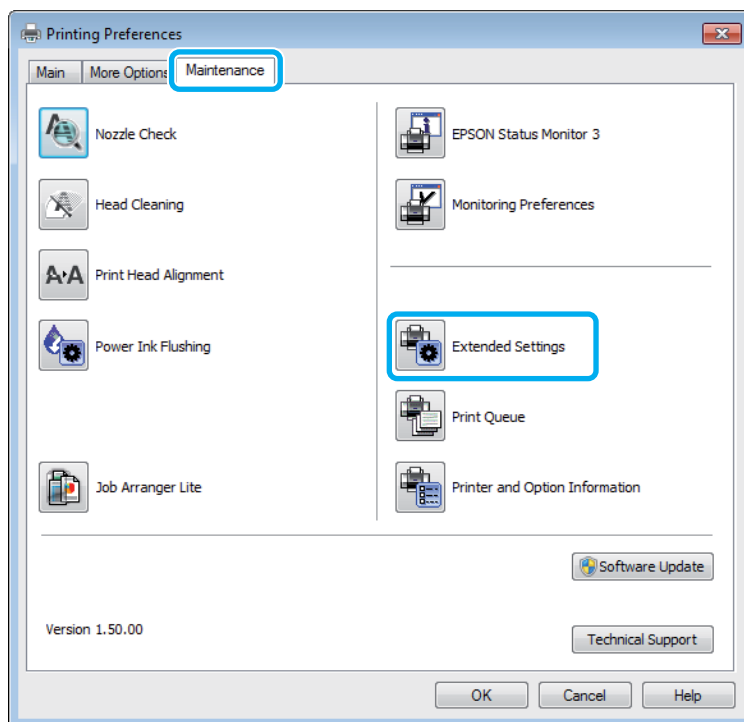 Printing Preferences
Main
More Options
Maintenance
Nozzle Check
Head Cleaning
A·A
Print Head Alignment
Power Ink Flushing
Job Arranger Lite
EPSON Status Monitor 3
Monitoring Preferences
Extended Settings
Print Queue
Printer and Option Information
Software Update
Version 1.50.00
Technical Support
OK
Cancel
Help